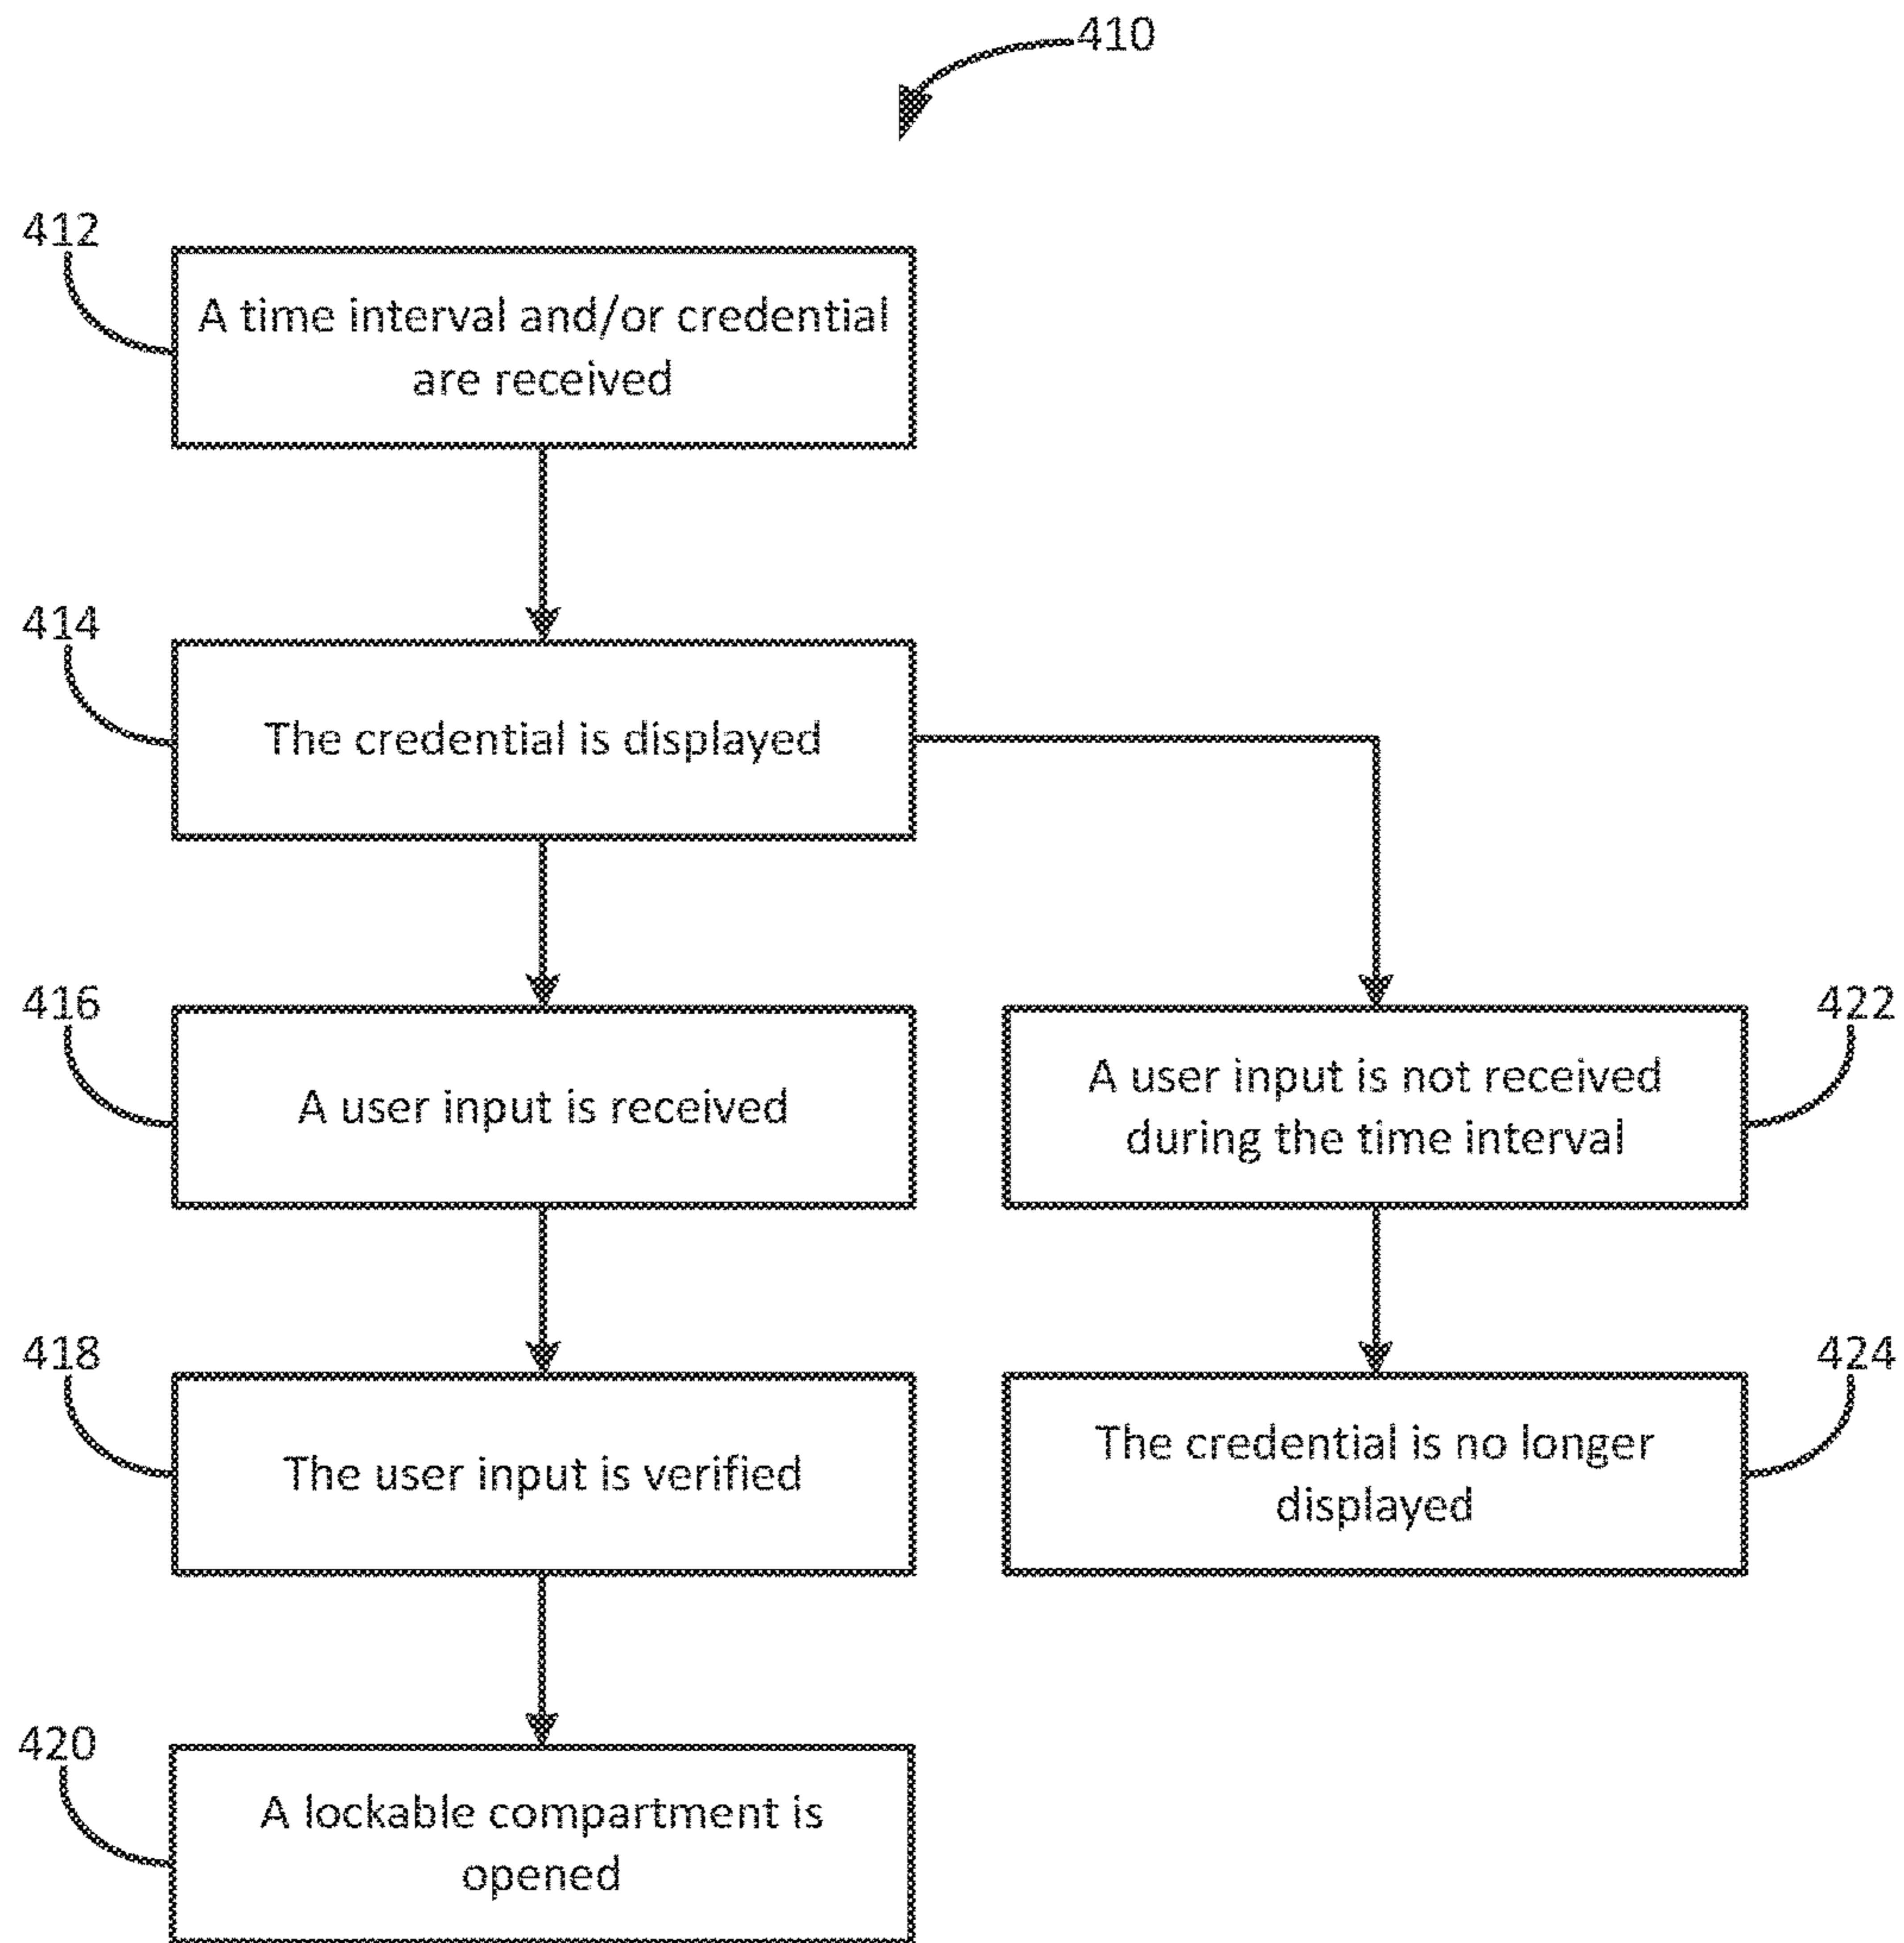 410
412
A time interval and/or credential
are received
414
The credential is displayed
416
A user input is received
422
A user input is not received
during the time interval
418
The user input is verified
424
The credential is no longer
displayed
420
A lockable compartment is
opened